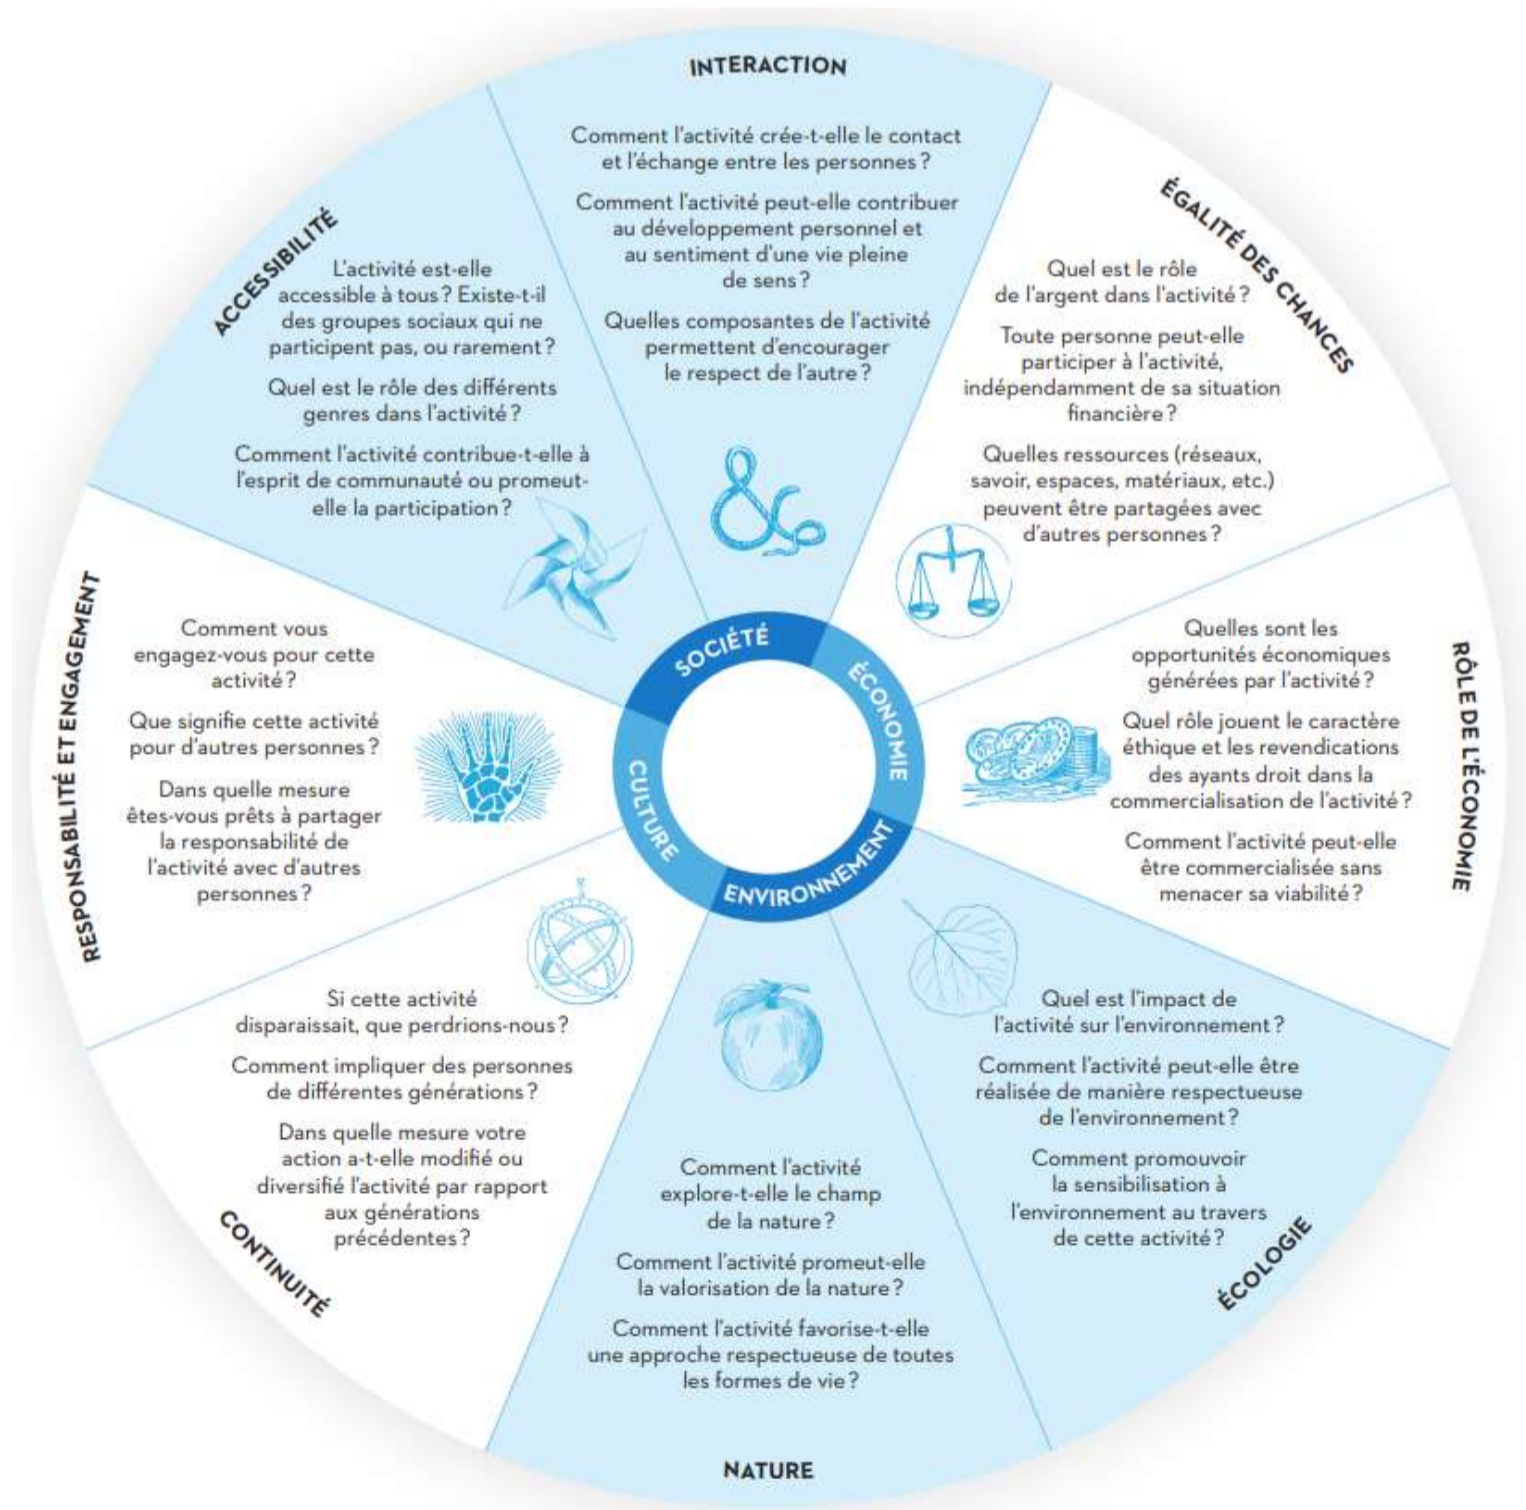 INTERACTION
Comment l'activité crée-t-elle le contact
et l'échange entre les personnes ?
Comment l'activité peut-elle contribuer
au développement personnel et
au sentiment d'une vie pleine
de sens ?
Quelles composantes de l'activité
permettent d'encourager
le respect de l'autre ?
ÉGALITÉ DES CHANCES
Quel est le rôle
de l'argent dans l'activité ?
Toute personne peut-elle
participer à l'activité,
indépendamment de sa situation
financière ?
Quelles ressources (réseaux,
savoir, espaces, matériaux, etc.)
peuvent être partagées avec
d'autres personnes ?
RÔLE DE L'ÉCONOMIE
Quelles sont les
opportunités économiques
générées par l'activité ?
Quel rôle jouent le caractère
éthique et les revendications
des ayants droit dans la
commercialisation de l'activité ?
Comment l'activité peut-elle
être commercialisée sans
menacer sa viabilité ?
ÉCOLOGIE
Quel est l'impact de
l'activité sur l'environnement ?
Comment l'activité peut-elle être
réalisée de manière respectueuse
de l'environnement ?
Comment promouvoir
la sensibilisation à
l'environnement au travers
de cette activité ?
NATURE
Comment l'activité
explore-t-elle le champ
de la nature ?
Comment l'activité promeut-elle
la valorisation de la nature ?
Comment l'activité favorise-t-elle
une approche respectueuse de toutes
les formes de vie ?
CONTINUITÉ
Si cette activité
disparaissait, que perdrions-nous ?
Comment impliquer des personnes
de différentes générations ?
Dans quelle mesure votre
action a-t-elle modifié ou
diversifié l'activité par rapport
aux générations
précédentes ?
RESPONSABILITÉ ET ENGAGEMENT
Comment vous
engagez-vous pour cette
activité ?
Que signifie cette activité
pour d'autres personnes ?
Dans quelle mesure
êtes-vous prêts à partager
la responsabilité de
l'activité avec d'autres
personnes ?
ACCESSIBILITÉ
L'activité est-elle
accessible à tous ? Existe-t-il
des groupes sociaux qui ne
participent pas, ou rarement ?
Quel est le rôle des différents
genres dans l'activité ?
Comment l'activité contribue-t-elle à
l'esprit de communauté ou promeut-
elle la participation ?
SOCIÉTÉ
ÉCONOMIE
ENVIRONNEMENT
CULTURE